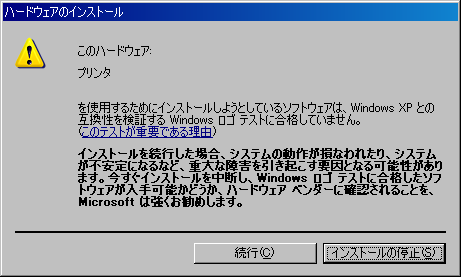 ハードウェアのインストール
このハードウェア:
プリンタ
を使用するためにインストールしようとしているソフトウェアは、Windows XP との
互換性を検証する Windows ロゴ テストに合格していません。
(このテストが重要である理由)
インストールを続行した場合、システムの動作が損なわれたり、システム
が不安定になるなど、重大な障害を引き起こす要因となる可能性があり
ます。今すぐインストールを中断し、Windows ロゴ テストに合格したソフ
トウェアが入手可能かどうか、ハードウェア ベンダーに確認されることを、
Microsoft は強くお勧めします。
続行(C)
インストールの停止(S)